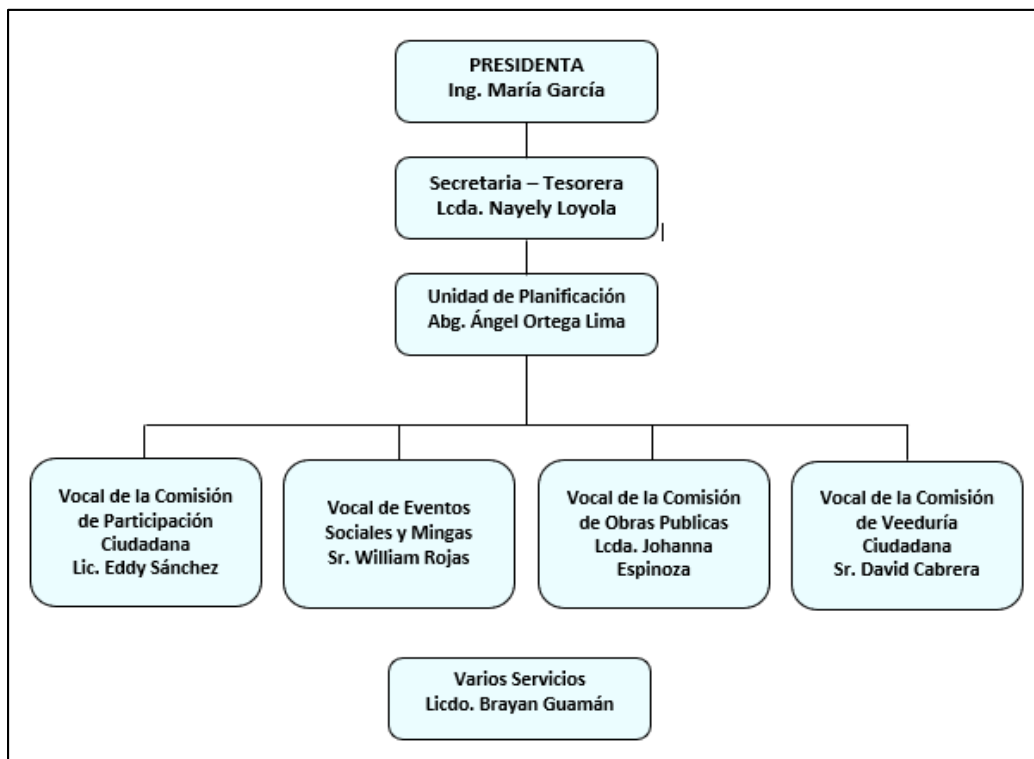 PRESIDENTA
Ing. María García
Secretaria – Tesorera
Lcda. Nayely Loyola
Unidad de Planificación
Abg. Ángel Ortega Lima
Vocal de la Comisión
de Participación
Ciudadana
Lic. Eddy Sánchez
Vocal de Eventos
Sociales y Mingas
Sr. William Rojas
Vocal de la Comisión
de Obras Publicas
Lcda. Johanna
Espinoza
Vocal de la Comisión
de Veeduría
Ciudadana
Sr. David Cabrera
Varios Servicios
Licdo. Brayan Guamán